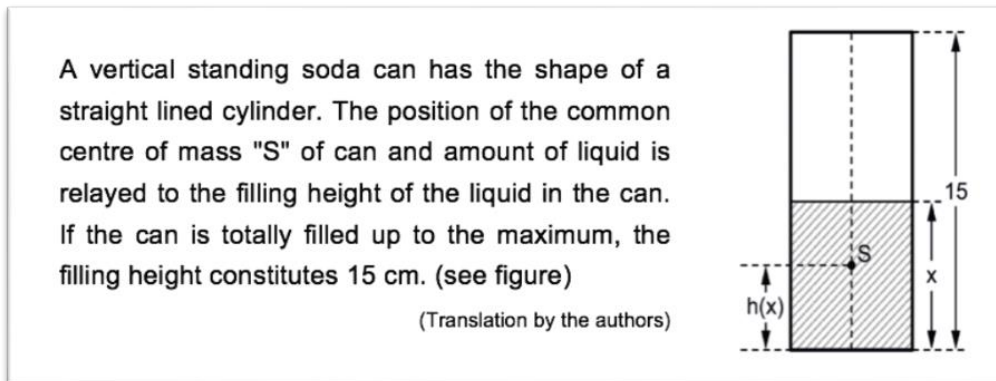 A vertical standing soda can has the shape of a
straight lined cylinder. The position of the common
centre of mass "S" of can and amount of liquid is
relayed to the filling height of the liquid in the can.
If the can is totally filled up to the maximum, the
filling height constitutes 15 cm. (see figure)
(Translation by the authors)
15
S
x
h(x)